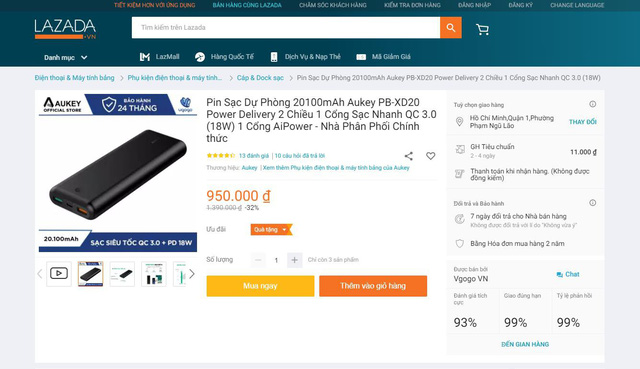 TIẾT KIỆM HƠN VỚI ỨNG DỤNG
BÁN HÀNG CÙNG LAZADA
CHĂM SÓC KHÁCH HÀNG
KIỂM TRA ĐƠN HÀNG
ĐĂNG NHẬP
ĐĂNG KÝ
CHANGE LANGUAGE
LAZADA
.VN
Tìm kiếm trên Lazada
Danh mục
LazMall
Hàng Quốc Tế
Dịch Vụ & Nạp Thẻ
Mã Giảm Giá
Điện thoại & Máy tính bảng > Phụ kiện điện thoại & máy tính... > Cáp & Dock sạc > Pin Sạc Dự Phòng 20100mAh Aukey PB-XD20 Power Delivery 2 Chiều 1 Cổng Sạc Nhanh QC 3.0 (18W)
AUKEY
OFFICIAL STORE
BẢO HÀNH
24 THÁNG
vgogo
20.100mAh
SẠC SIÊU TỐC QC 3.0 + PD 18W
Pin Sạc Dự Phòng 20100mAh Aukey PB-XD20
Power Delivery 2 Chiều 1 Cổng Sạc Nhanh QC 3.0
(18W) 1 Cổng AiPower - Nhà Phân Phối Chính
thức
13 đánh giá | 10 câu hỏi đã trả lời
Thương hiệu: Aukey | Xem thêm Phụ kiện điện thoại & máy tính bảng của Aukey
950.000 ₫
1.390.000 ₫ -32%
Ưu đãi
Quà tặng
Số lượng
1
Chỉ còn 3 sản phẩm
Mua ngay
Thêm vào giỏ hàng
Tuỳ chọn giao hàng
Hồ Chí Minh,Quận 1,Phường
Phạm Ngũ Lão
THAY ĐỔI
GH Tiêu chuẩn
11.000 ₫
2 - 4 ngày
Thanh toán khi nhận hàng. (Không được
đồng kiểm)
Đổi trả và Bảo hành
7 ngày đổi trả cho Nhà bán hàng
Không được đổi trả với lí do "Không vừa ý"
Bằng Hóa đơn mua hàng 2 năm
Được bán bởi
Vgogo VN
Chat
Đánh giá tích
cực
Giao đúng hạn
Tỷ lệ phản hồi
93%
99%
99%
ĐẾN GIAN HÀNG